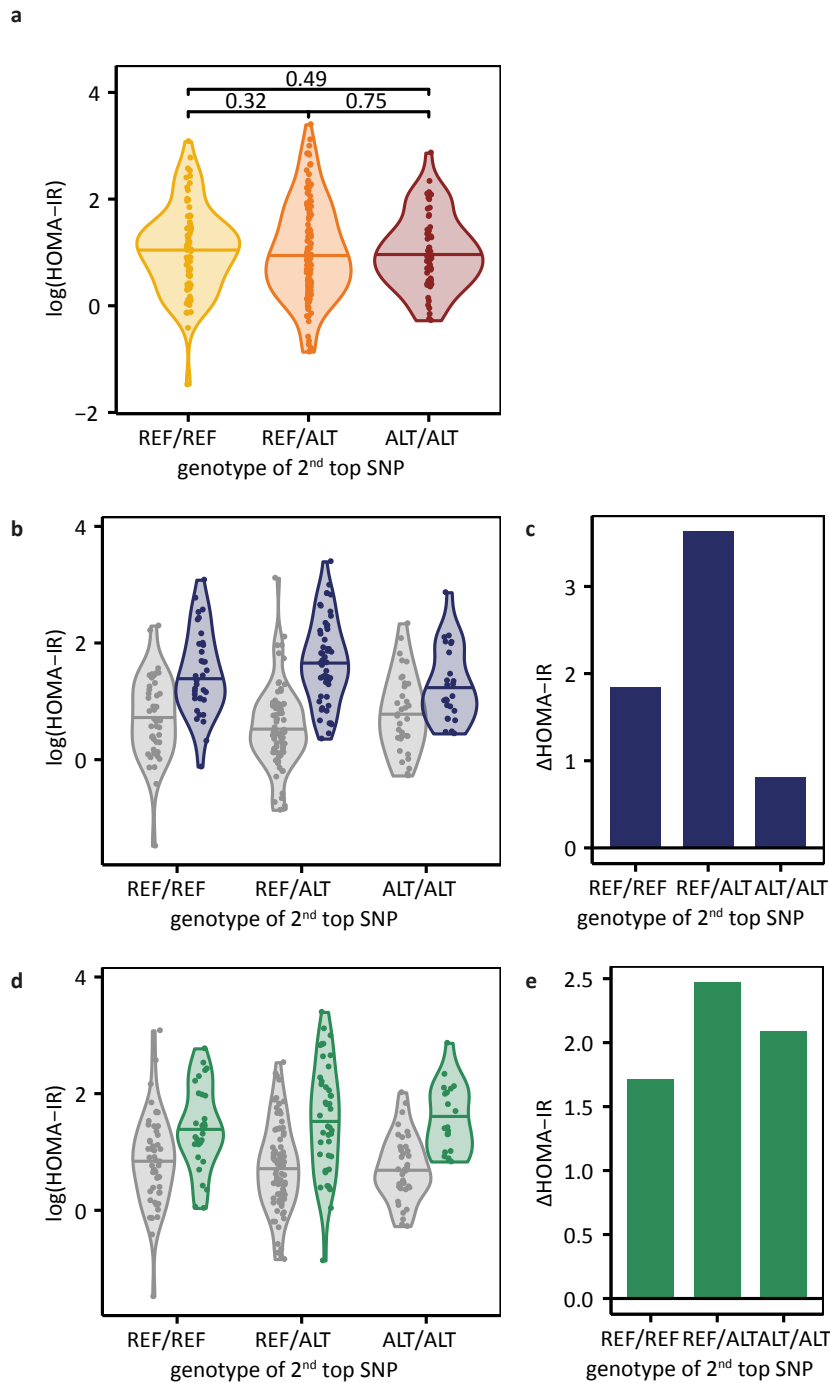 a
0.49
0.32 0.75
4
2
0
−2
log(HOMA−IR)
REF/REF REF/ALT ALT/ALT
genotype of 2nd top SNP
b
4
2
0
log(HOMA−IR)
REF/REF REF/ALT ALT/ALT
genotype of 2nd top SNP
c
3
2
1
0
ΔHOMA−IR
REF/REF REF/ALT ALT/ALT
genotype of 2nd top SNP
d
4
2
0
log(HOMA−IR)
REF/REF REF/ALT ALT/ALT
genotype of 2nd top SNP
e
2.5
2.0
1.5
1.0
0.5
0.0
ΔHOMA−IR
REF/REF REF/ALT ALT/ALT
genotype of 2nd top SNP